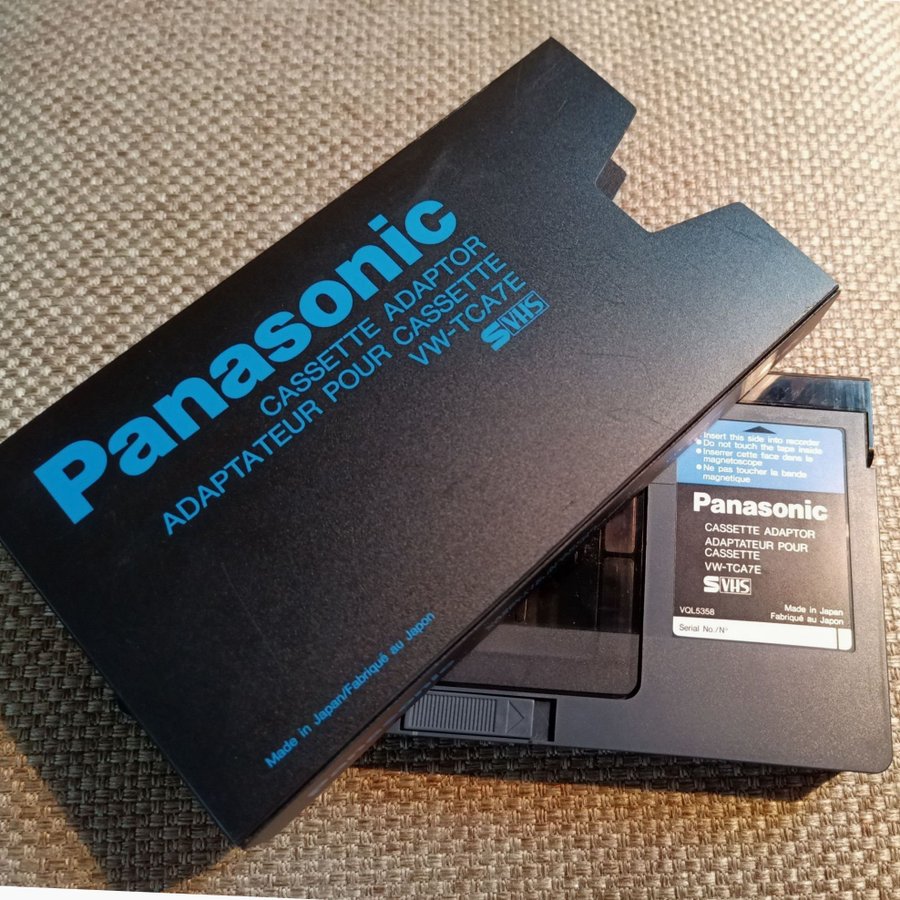 Panasonic
CASSETTE ADAPTOR
ADAPTATEUR POUR CASSETTE
VW-TCA7E
S VHS
Made in Japan/Fabriqué au Japon
Insert this side into recorder
Do not touch the tape inside
Inserrer cette face dans le
magnetoscope
Ne pas toucher la bande
magnetique
Panasonic
CASSETTE ADAPTOR
ADAPTATEUR POUR
CASSETTE
VW-TCA7E
S VHS
VQL5358
Made in Japan
Fabriqué au Japon
Serial No./N°